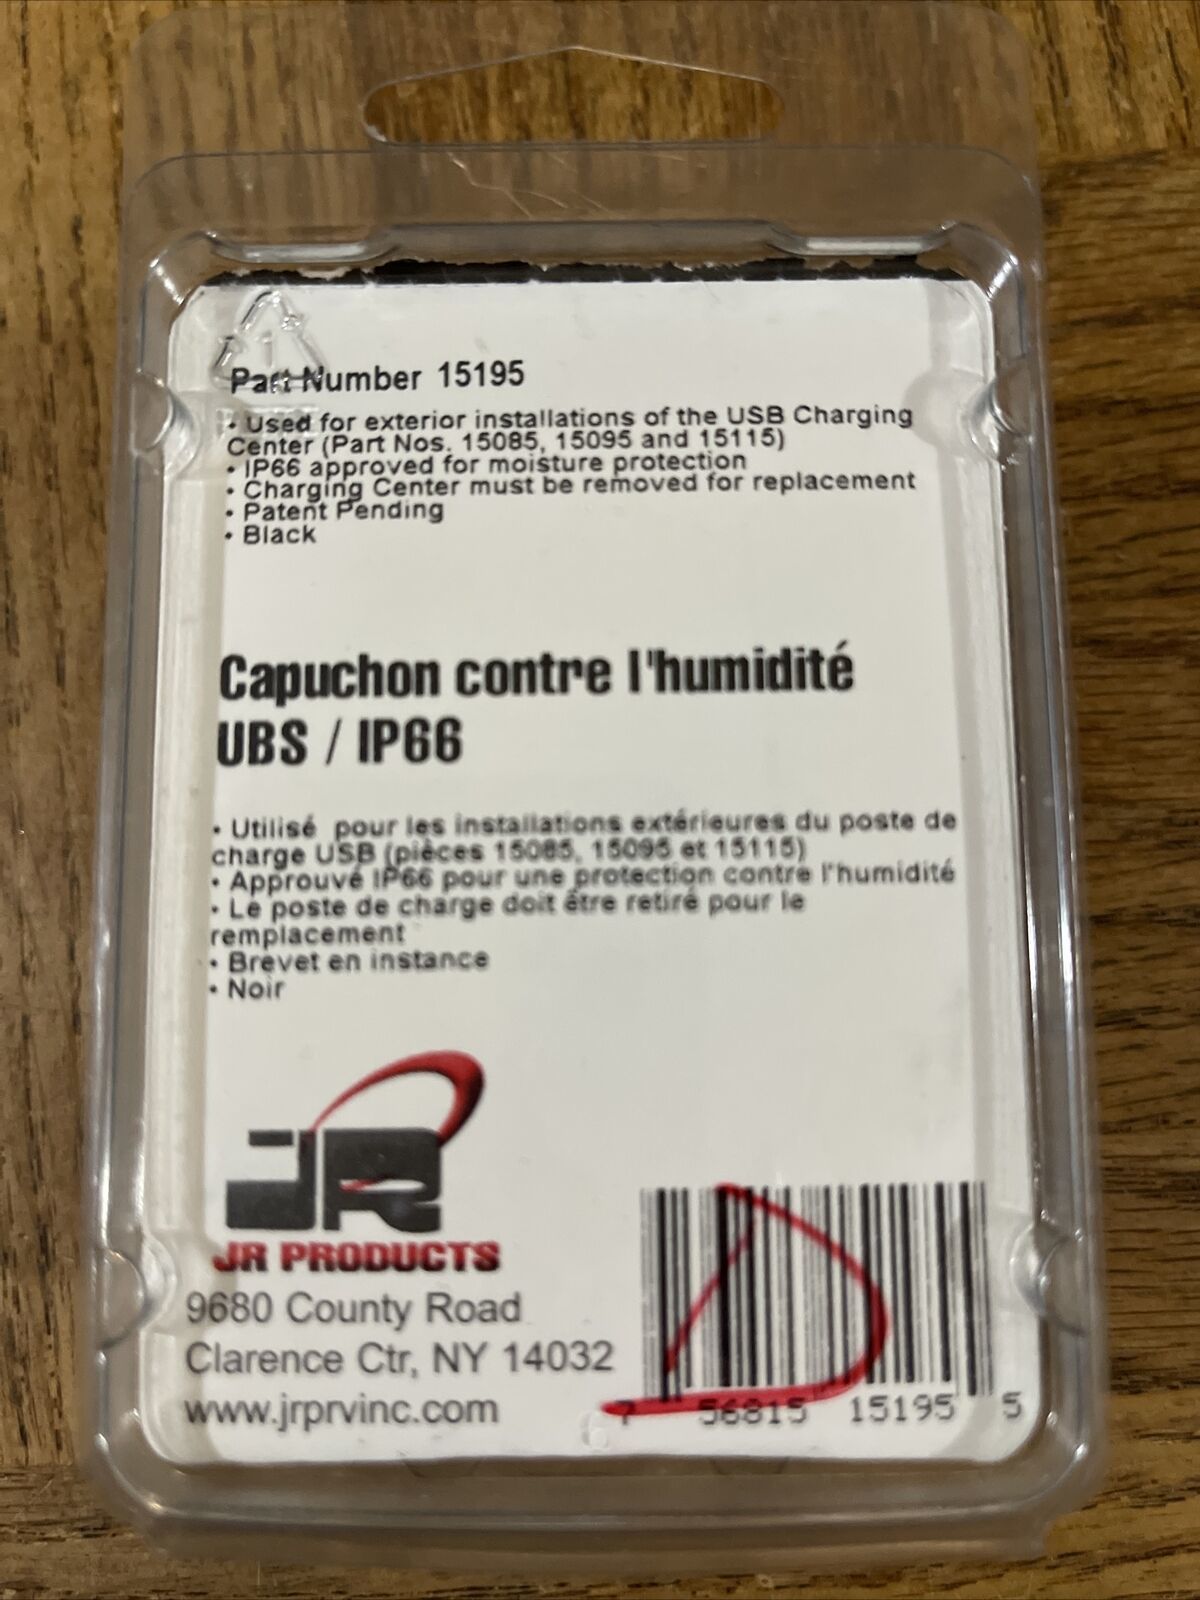 1
Part Number 15195
• Used for exterior installations of the USB Charging
Center (Part Nos. 15085, 15095 and 15115)
• IP66 approved for moisture protection
• Charging Center must be removed for replacement
• Patent Pending
• Black
Capuchon contre l'humidité
UBS / IP66
• Utilisé pour les installations extérieures du poste de
charge USB (pièces 15085, 15095 et 15115)
• Approuvé IP66 pour une protection contre l'humidité
• Le poste de charge doit être retiré pour le
remplacement
• Brevet en instance
• Noir
JR
JR PRODUCTS
9680 County Road
Clarence Ctr, NY 14032
www.jrprvinc.com
D
7 56815 15195 5